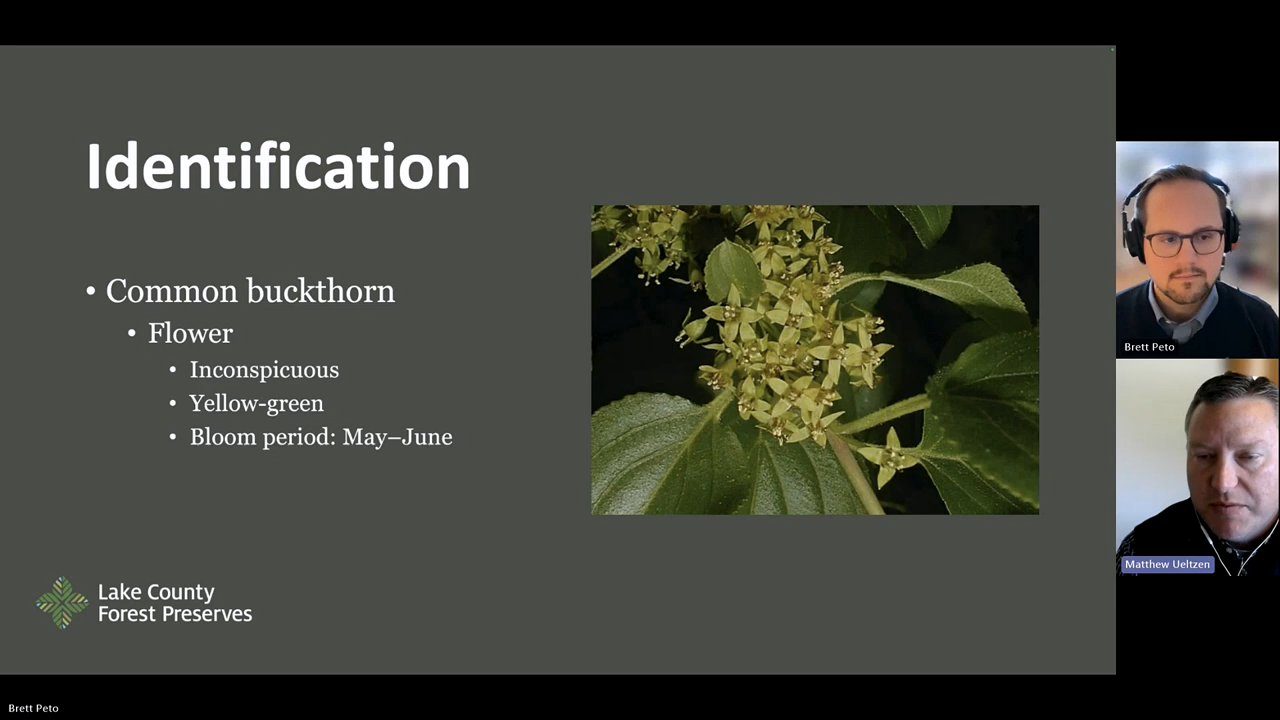 Identification
• Common buckthorn
• Flower
• Inconspicuous
• Yellow-green
• Bloom period: May–June
Lake County
Forest Preserves
Brett Peto
Matthew Ueltzen
Brett Peto